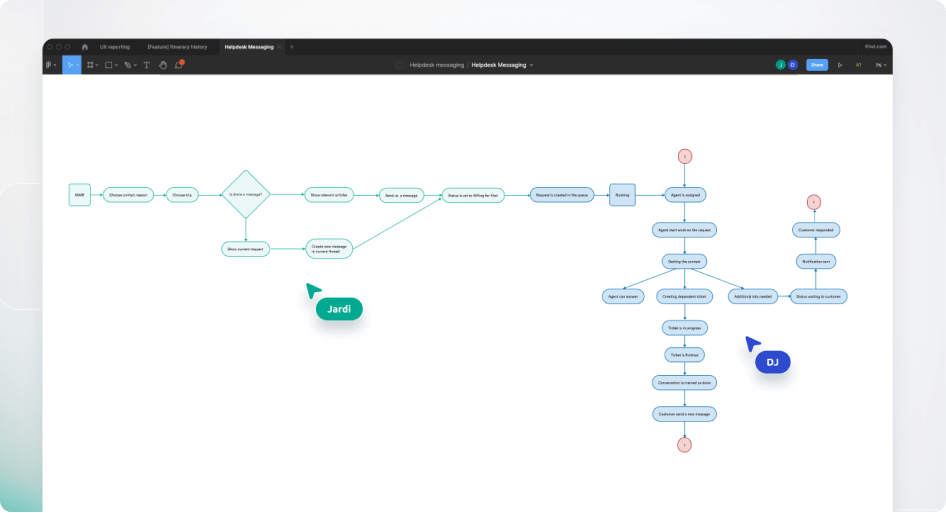 UX reporting
[Feature] Itinerary history
Helpdesk Messaging
Kiwi.com
Helpdesk messaging / Helpdesk Messaging
J
D
Share
A?
7%
MMB
Choose contact reason
Choose trip
Is there a message?
Show relevant articles
Send us a message
Status is set to Waiting for Kiwi
Request is created in the queue
Routing
Agent is assigned
Show current request
Create new message
in current thread
Agent start work on the request
Customer responded
Getting the context
Notification sent
Agent can answer
Creating dependent ticket
Additional info needed
Status waiting to customer
Ticket is in progress
Ticket is finished
Conversation is marked as done
Customer send a new message
Jardi
DJ